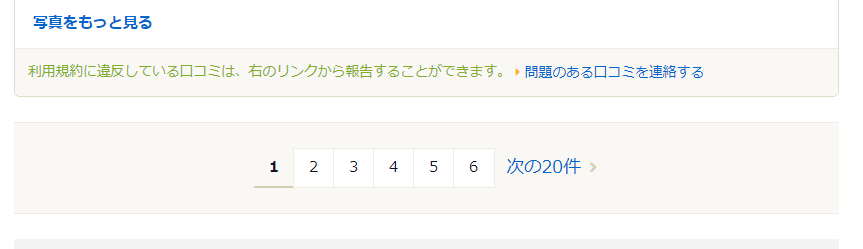 写真をもっと見る
利用規約に違反している口コミは、右のリンクから報告することができます。 問題のある口コミを連絡する
1 2 3 4 5 6 次の20件